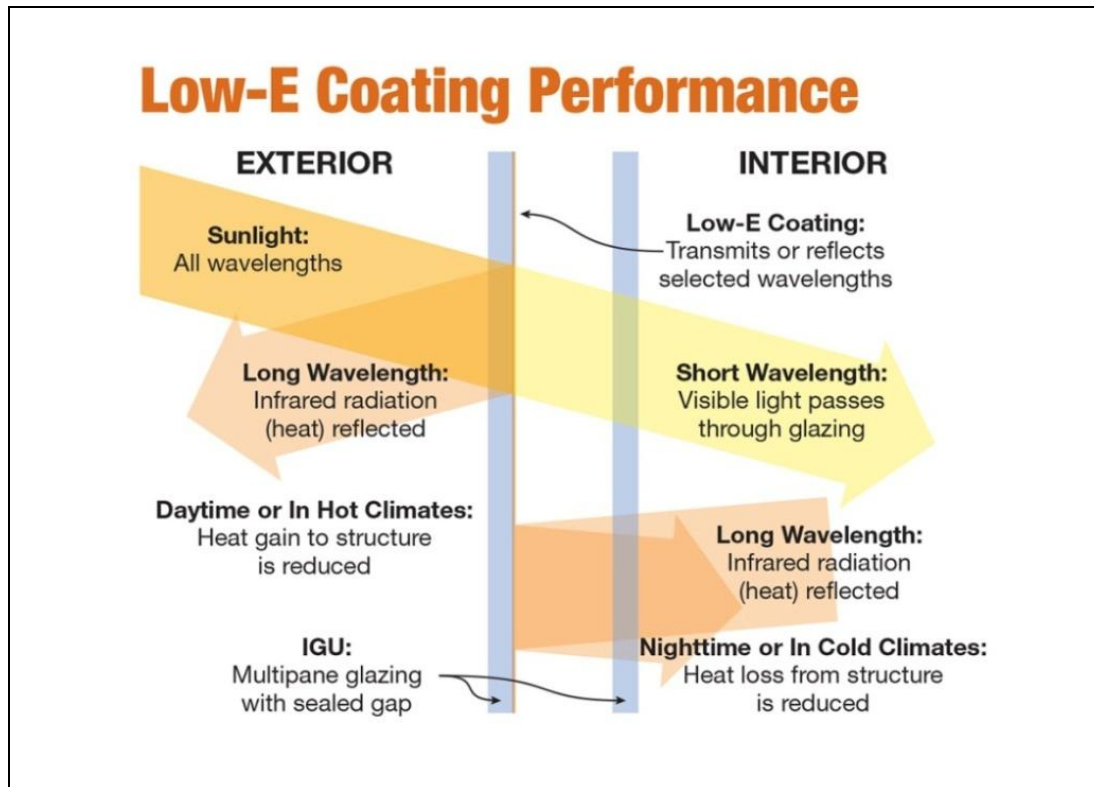 Low-E Coating Performance
EXTERIOR
INTERIOR
Sunlight:
All wavelengths
Low-E Coating:
Transmits or reflects
selected wavelengths
Long Wavelength:
Infrared radiation
(heat) reflected
Short Wavelength:
Visible light passes
through glazing
Daytime or In Hot Climates:
Heat gain to structure
is reduced
Long Wavelength:
Infrared radiation
(heat) reflected
IGU:
Multipane glazing
with sealed gap
Nighttime or In Cold Climates:
Heat loss from structure
is reduced